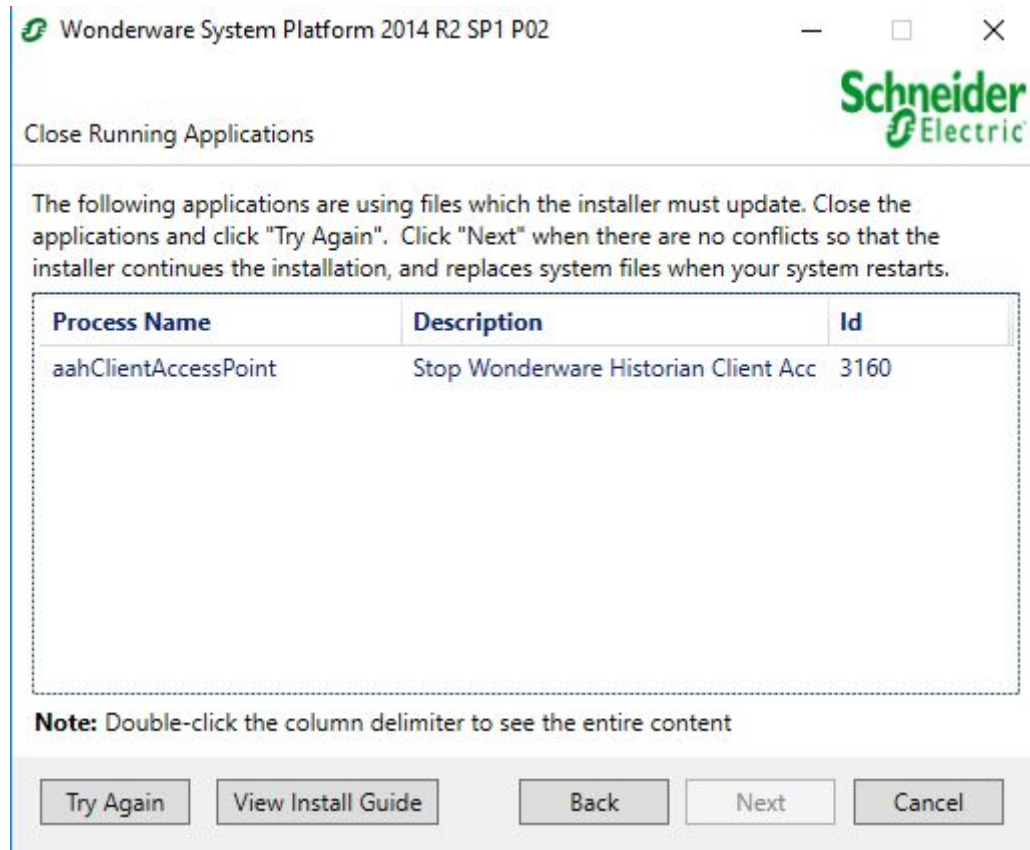 Wonderware System Platform 2014 R2 SP1 P02
Schneider
Electric
Close Running Applications
The following applications are using files which the installer must update. Close the
applications and click "Try Again".  Click "Next" when there are no conflicts so that the
installer continues the installation, and replaces system files when your system restarts.
Process Name Description Id
aahClientAccessPoint Stop Wonderware Historian Client Acc 3160
Note: Double-click the column delimiter to see the entire content
Try Again View Install Guide Back Next Cancel